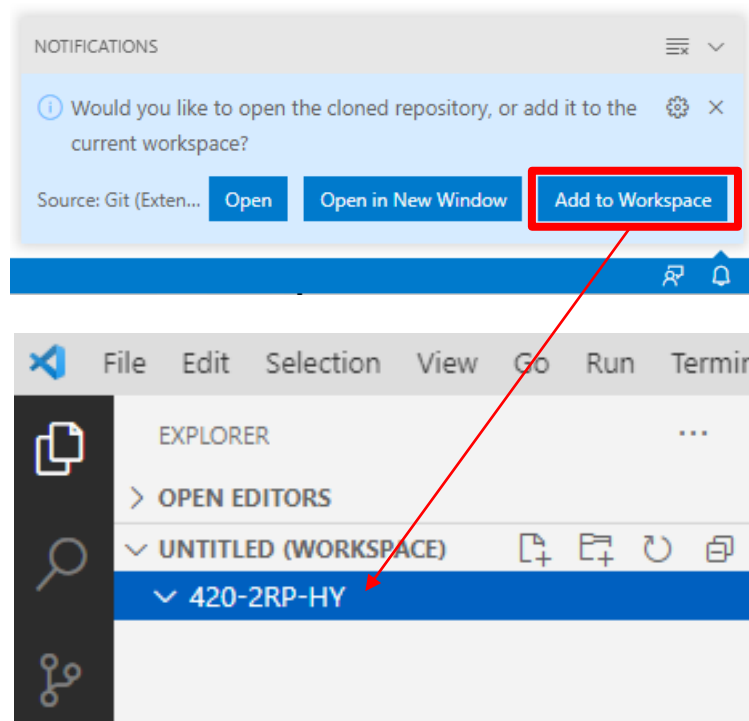 NOTIFICATIONS
Would you like to open the cloned repository, or add it to the
current workspace?
Source: Git (Exten... Open Open in New Window Add to Workspace
File Edit Selection View Go Run Termin
EXPLORER
OPEN EDITORS
UNTITLED (WORKSPACE)
420-2RP-HY